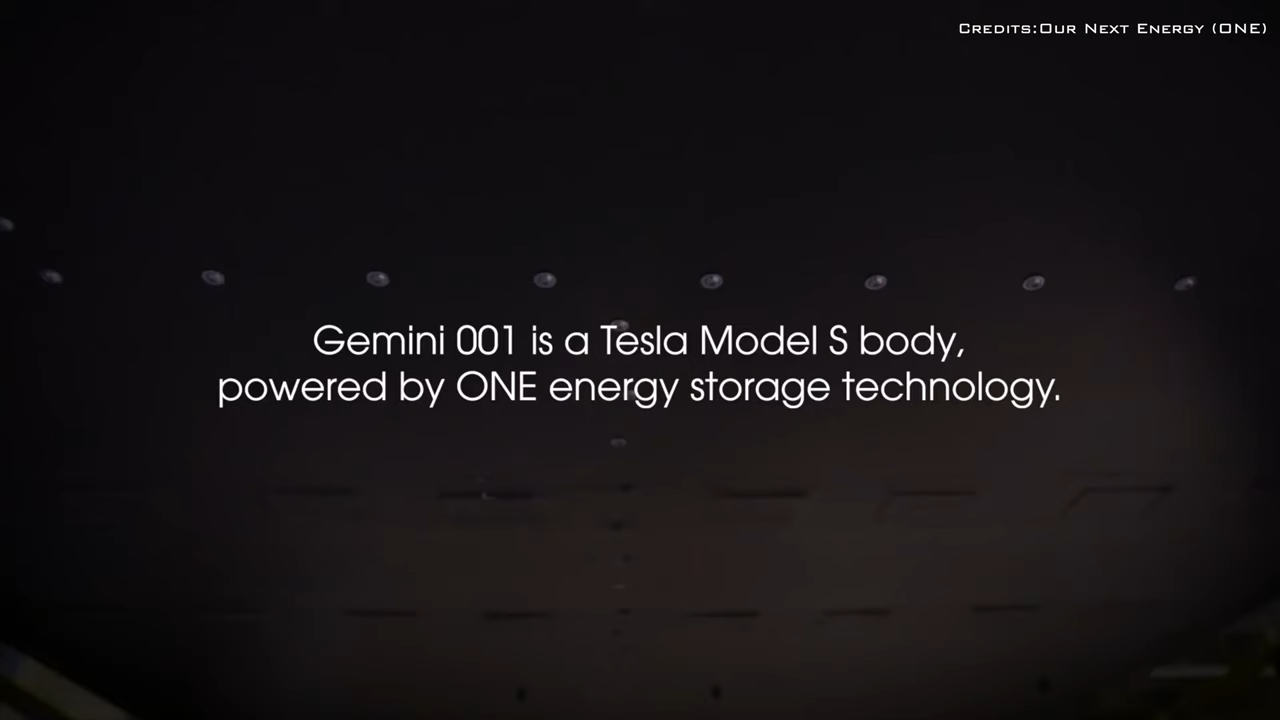 Credits:Our Next Energy (ONE)
Gemini 001 is a Tesla Model S body,
powered by ONE energy storage technology.